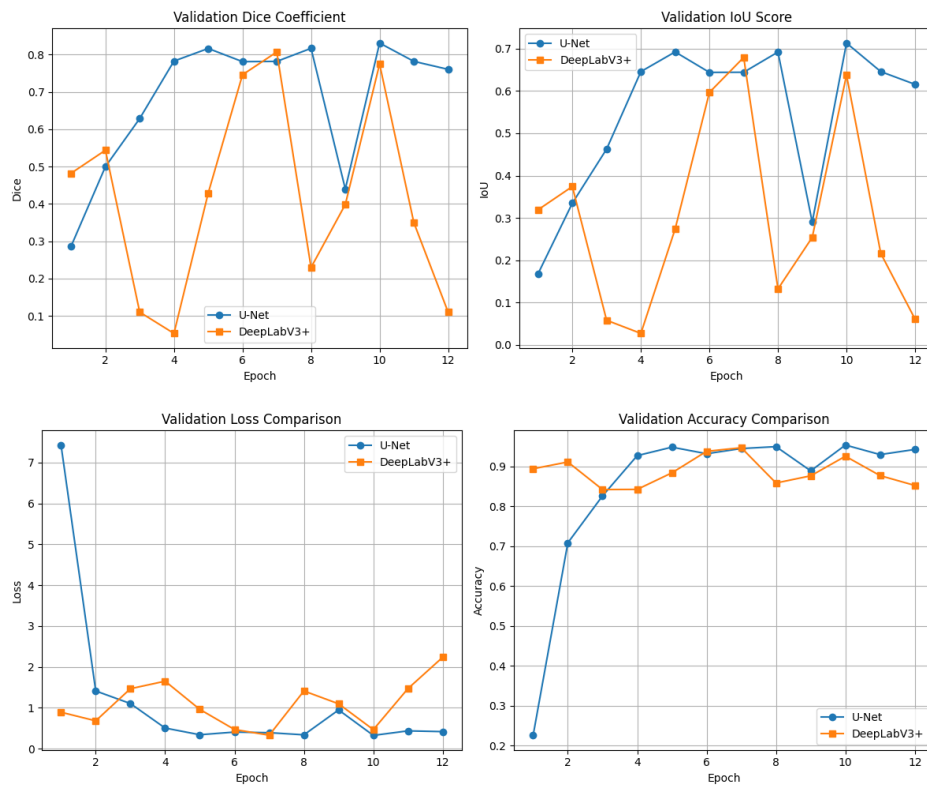 Validation Dice Coefficient
0.8
0.7
0.6
0.5
0.4
0.3
0.2
0.1
Dice
U-Net
DeepLabV3+
2 4 6 8 10 12
Epoch
Validation IoU Score
U-Net
DeepLabV3+
0.7
0.6
0.5
0.4
0.3
0.2
0.1
0.0
IoU
2 4 6 8 10 12
Epoch
Validation Loss Comparison
U-Net
DeepLabV3+
7
6
5
4
3
2
1
0
Loss
2 4 6 8 10 12
Epoch
Validation Accuracy Comparison
0.9
0.8
0.7
0.6
0.5
0.4
0.3
0.2
Accuracy
U-Net
DeepLabV3+
2 4 6 8 10 12
Epoch